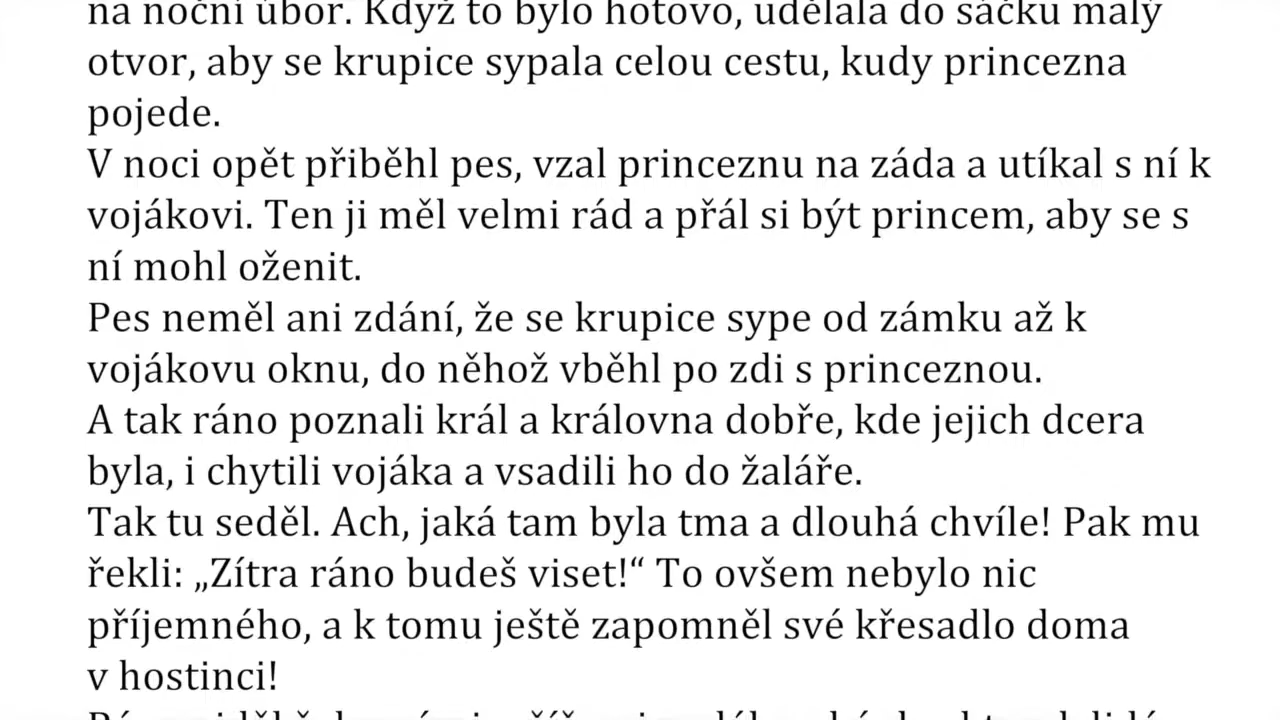 na noční úbor. Když to bylo hotovo, udělala do sáčku malý
otvor, aby se krupice sypala celou cestu, kudy princezna
pojede.
V noci opět přiběhl pes, vzal princeznu na záda a utíkal s ní k
vojákovi. Ten ji měl velmi rád a přál si být princem, aby se s
ní mohl oženit.
Pes neměl ani zdání, že se krupice sype od zámku až k
vojákovu oknu, do něhož vběhl po zdi s princeznou.
A tak ráno poznali král a královna dobře, kde jejich dcera
byla, i chytili vojáka a vsadili ho do žaláře.
Tak tu seděl. Ach, jaká tam byla tma a dlouhá chvíle! Pak mu
řekli: „Zítra ráno budeš viset!“ To ovšem nebylo nic
příjemného, a k tomu ještě zapomněl své křesadlo doma
v hostinci!